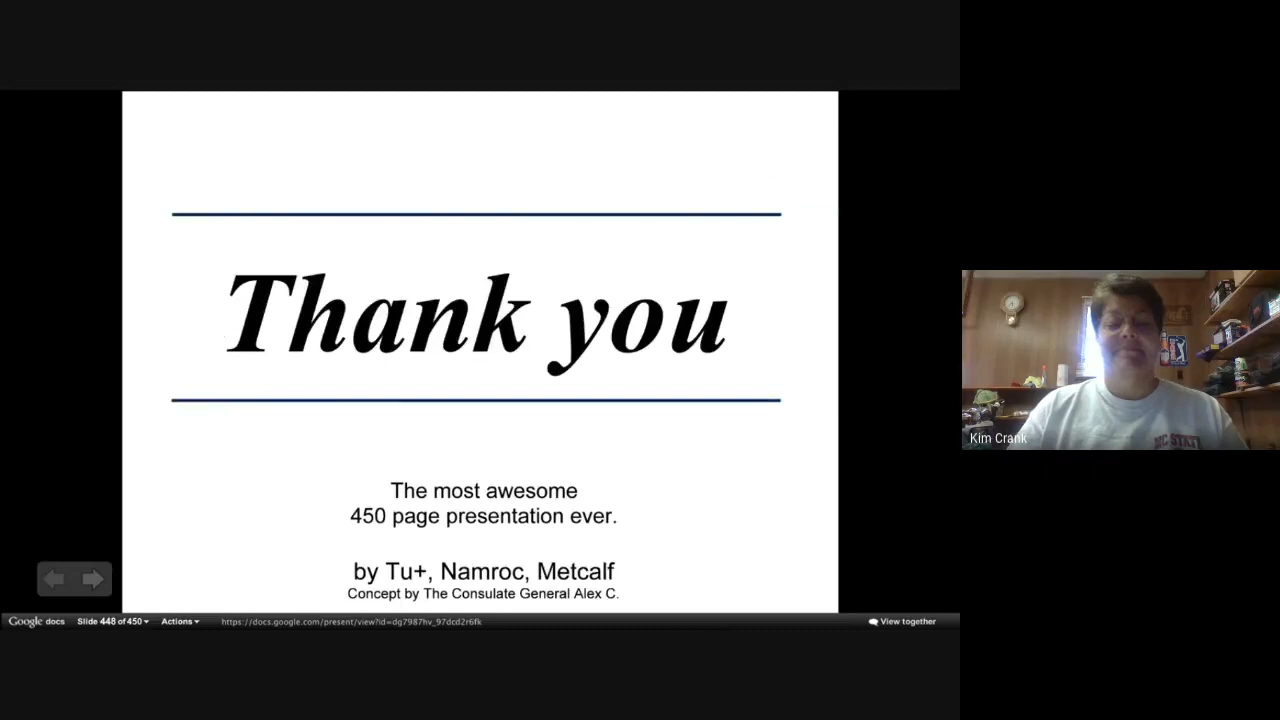 Thank you
The most awesome
450 page presentation ever.
by Tu+, Namroc, Metcalf
Concept by The Consulate General Alex C.
Google docs Slide 448 of 450 Actions https://docs.google.com/present/view?id=dg7987hv_97dcd2r6fk View together
Kim Crank
NC STATE